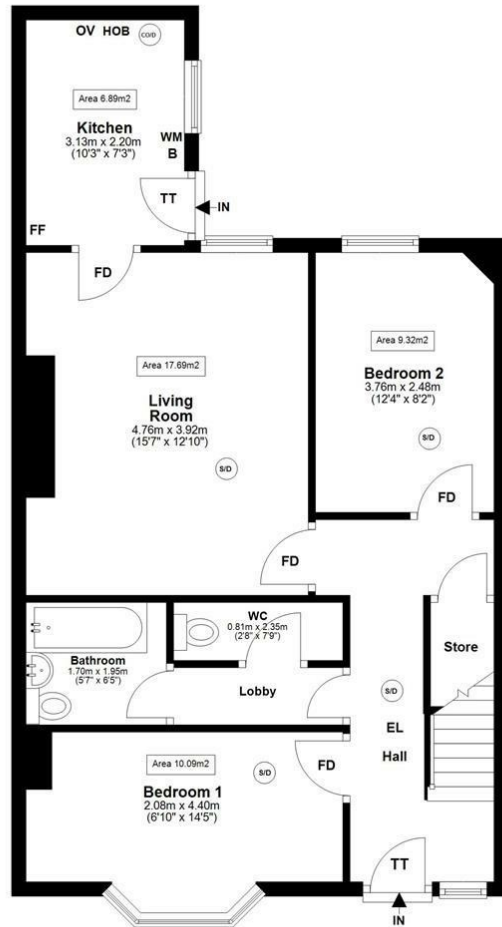 OV HOB CO/D
Area 6.89m2
Kitchen
3.13m x 2.20m
(10'3" x 7'3")
WM
B
TT
IN
FF
FD
Area 17.69m2
Living
Room
4.76m x 3.92m
(15'7" x 12'10")
S/D
FD
Area 9.32m2
Bedroom 2
3.76m x 2.48m
(12'4" x 8'2")
S/D
FD
WC
0.81m x 2.35m
(2'8" x 7'9")
Bathroom
1.70m x 1.95m
(5'7" x 6'5")
Lobby
Store
S/D
EL
Hall
Area 10.09m2
Bedroom 1
2.08m x 4.40m
(6'10" x 14'5")
S/D
FD
TT
IN